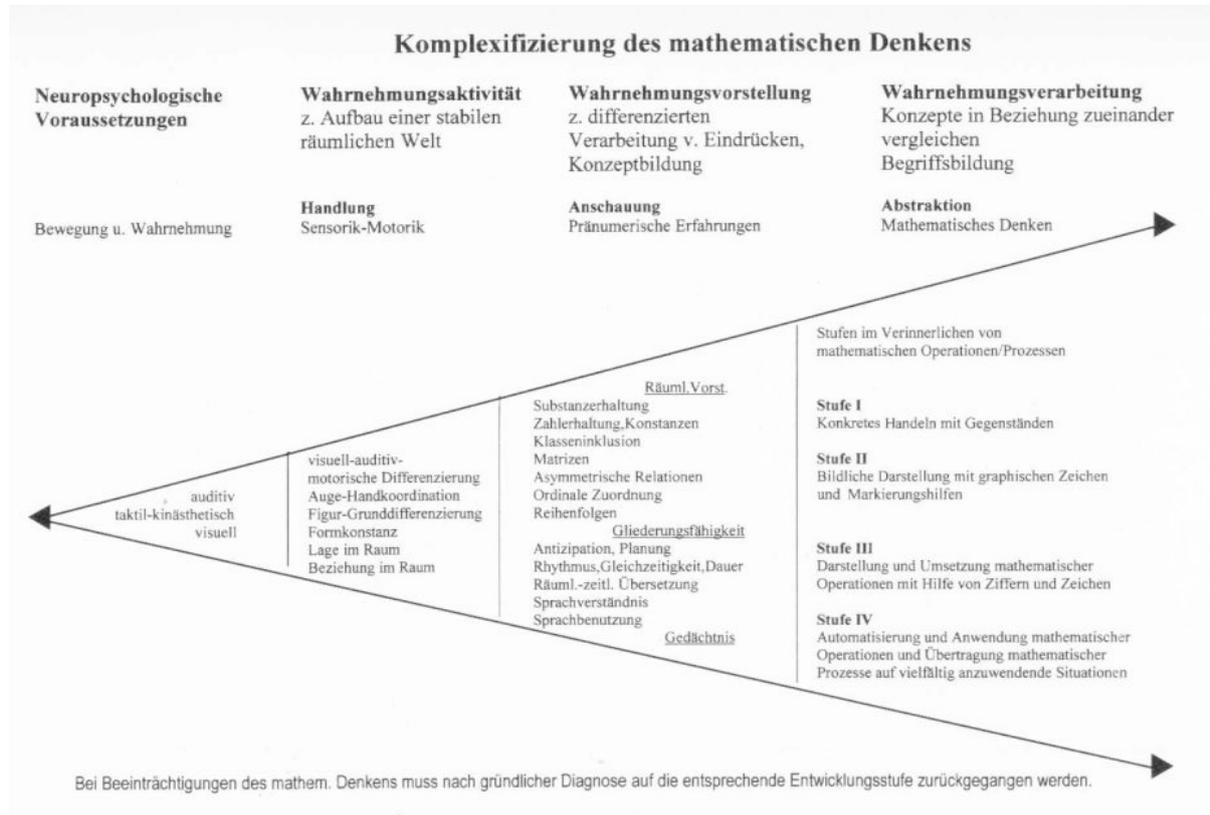 Komplexifizierung des mathematischen Denkens
Neuropsychologische
Voraussetzungen
Wahrnehmungsaktivität
z. Aufbau einer stabilen
räumlichen Welt
Wahrnehmungsvorstellung
z. differenzierten
Verarbeitung v. Eindrücken,
Konzeptbildung
Wahrnehmungsverarbeitung
Konzepte in Beziehung zueinander
vergleichen
Begriffsbildung
Bewegung u. Wahrnehmung
Handlung
Sensorik-Motorik
Anschauung
Pränumerische Erfahrungen
Abstraktion
Mathematisches Denken
auditiv
taktil-kinästhetisch
visuell
visuell-auditiv-
motorische Differenzierung
Auge-Handkoordination
Figur-Grunddifferenzierung
Formkonstanz
Lage im Raum
Beziehung im Raum
Räuml.Vorst.
Substanzerhaltung
Zahlerhaltung,Konstanzen
Klasseninklusion
Matrizen
Asymmetrische Relationen
Ordinale Zuordnung
Reihenfolgen
Gliederungsfähigkeit
Antizipation, Planung
Rhythmus,Gleichzeitigkeit,Dauer
Räuml.-zeitl. Übersetzung
Sprachverständnis
Sprachbenutzung
Gedächtnis
Stufen im Verinnerlichen von
mathematischen Operationen/Prozessen
Stufe I
Konkretes Handeln mit Gegenständen
Stufe II
Bildliche Darstellung mit graphischen Zeichen
und Markierungshilfen
Stufe III
Darstellung und Umsetzung mathematischer
Operationen mit Hilfe von Ziffern und Zeichen
Stufe IV
Automatisierung und Anwendung mathematischer
Operationen und Übertragung mathematischer
Prozesse auf vielfältig anzuwendende Situationen
Bei Beeinträchtigungen des mathem. Denkens muss nach gründlicher Diagnose auf die entsprechende Entwicklungsstufe zurückgegangen werden.